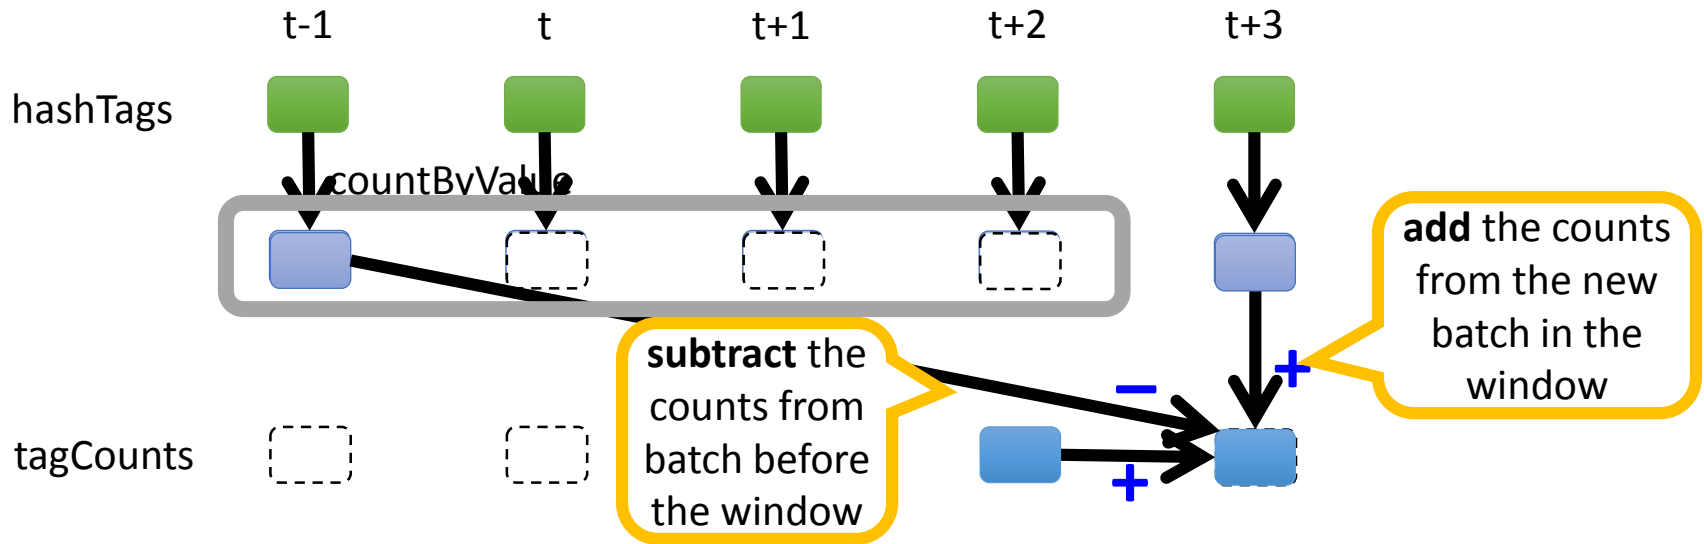 t-1 t t+1 t+2 t+3
hashTags
countByValue
add the counts
from the new
batch in the
window
subtract the
counts from
batch before
the window
– +
tagCounts
+